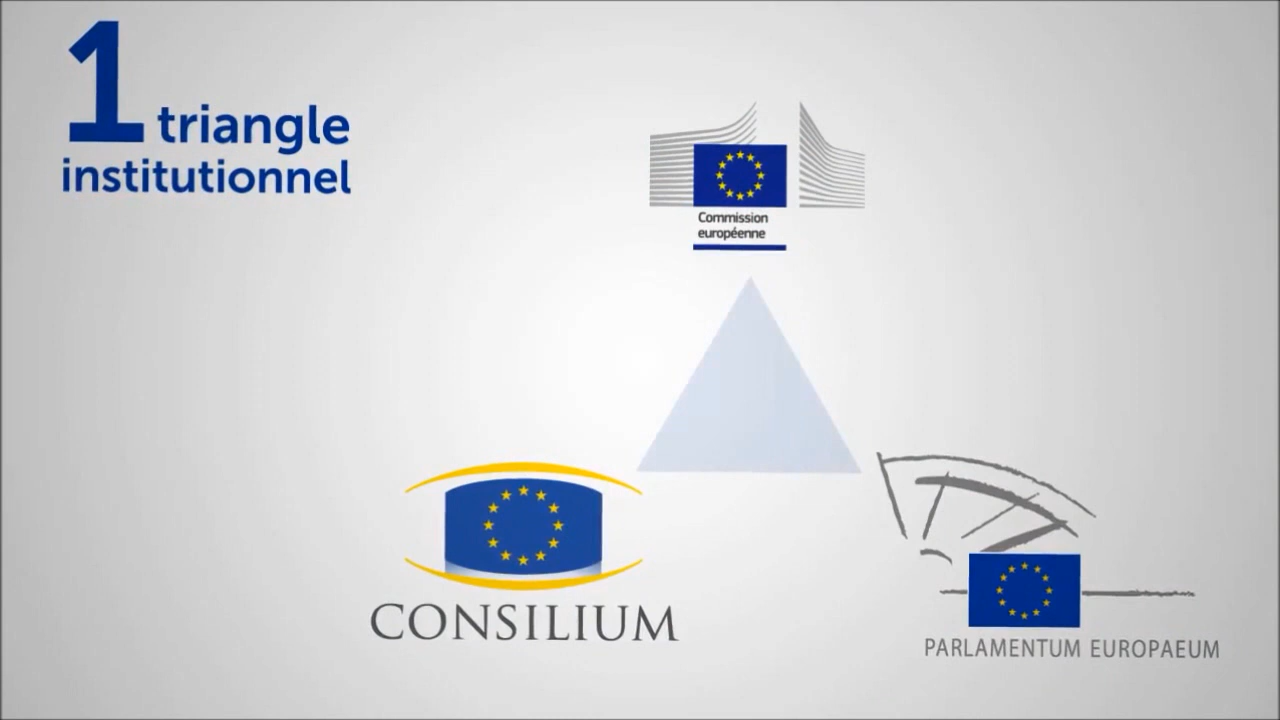 1 triangle
institutionnel
Commission
européenne
CONSILIUM
PARLAMENTUM EUROPAEUM